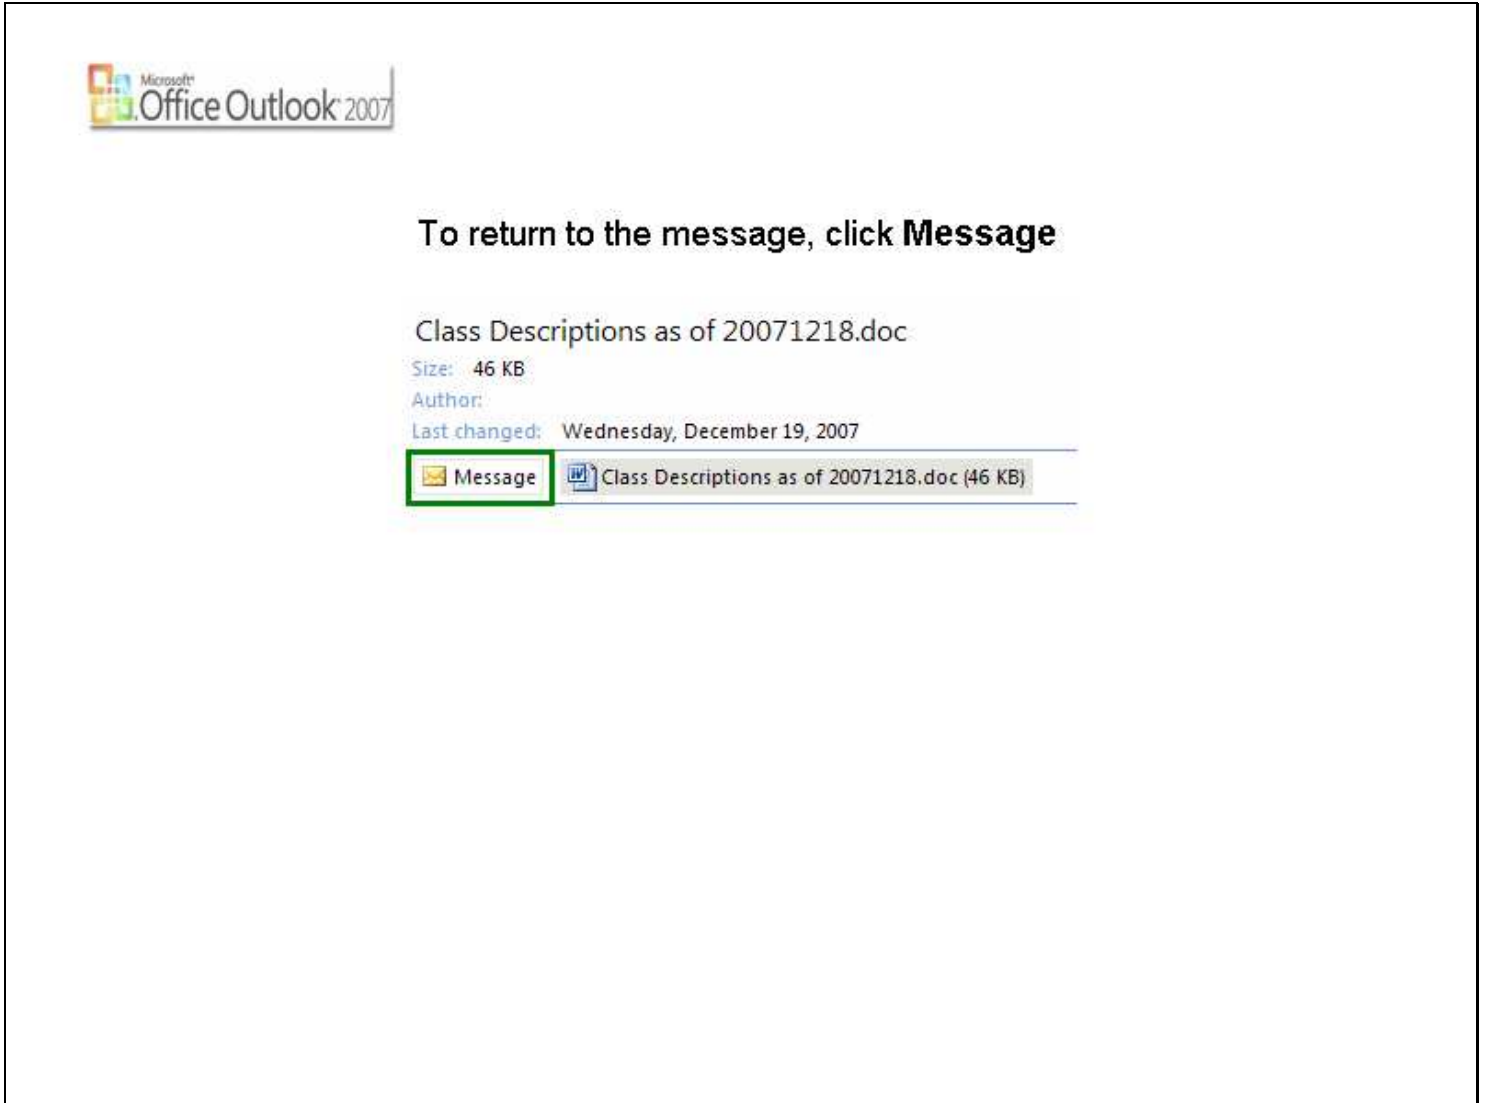 Microsoft®
Office Outlook® 2007
To return to the message, click Message
Class Descriptions as of 20071218.doc
Size: 46 KB
Author:
Last changed: Wednesday, December 19, 2007
Message Class Descriptions as of 20071218.doc (46 KB)